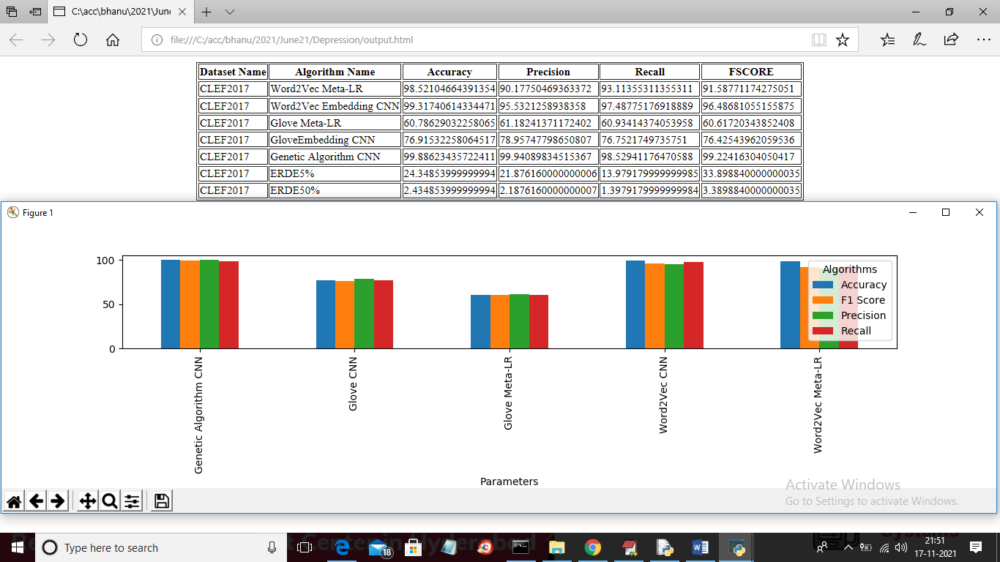 C:\acc\bhanu\2021\June
file:///C:/acc/bhanu/2021/June21/Depression/output.html
Dataset Name Algorithm Name Accuracy Precision Recall FSCORE
CLEF2017 Word2Vec Meta-LR 98.52104664391354 90.17750469363372 93.11355311355311 91.58771174275051
CLEF2017 Word2Vec Embedding CNN 99.31740614334471 95.5321258938358 97.48775176918889 96.48681055155875
CLEF2017 Glove Meta-LR 60.78629032258065 61.18241371172402 60.93414374053958 60.61720343852408
CLEF2017 GloveEmbedding CNN 76.91532258064517 78.95747798650807 76.7521749735751 76.42543962059536
CLEF2017 Genetic Algorithm CNN 99.88623435722411 99.94089834515367 98.52941176470588 99.22416304050417
CLEF2017 ERDE5% 24.34853999999994 21.876160000000006 13.979179999999985 33.898840000000035
CLEF2017 ERDE50% 2.434853999999994 2.1876160000000007 1.3979179999999984 3.3898840000000035
Figure 1
100
50
0
Algorithms
Accuracy
F1 Score
Precision
Recall
Genetic Algorithm CNN
Glove CNN
Glove Meta-LR
Word2Vec CNN
Word2Vec Meta-LR
Parameters
Activate Windows
Go to Settings to activate Windows.
Type here to search
18
21:51
17-11-2021